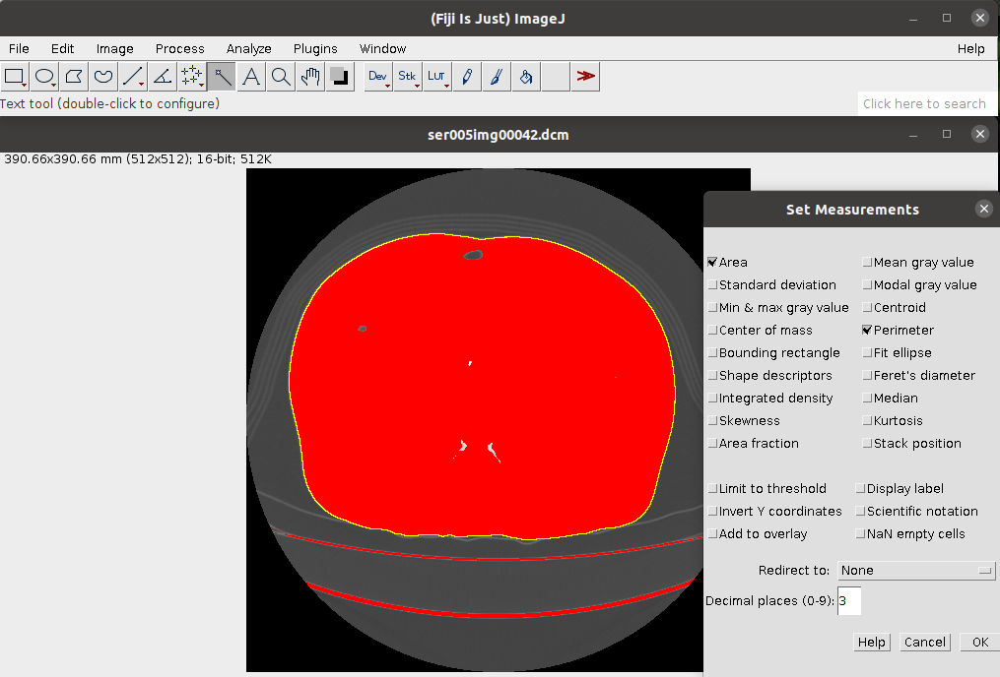 (Fiji Is Just) ImageJ
File Edit Image Process Analyze Plugins Window Help
Dev Stk LUT
Text tool (double-click to configure) Click here to search
ser005img00042.dcm
390.66x390.66 mm (512x512); 16-bit; 512K
Set Measurements
Area Mean gray value
Standard deviation Modal gray value
Min & max gray value Centroid
Center of mass Perimeter
Bounding rectangle Fit ellipse
Shape descriptors Feret's diameter
Integrated density Median
Skewness Kurtosis
Area fraction Stack position
Limit to threshold Display label
Invert Y coordinates Scientific notation
Add to overlay NaN empty cells
Redirect to: None
Decimal places (0-9): 3
Help Cancel OK